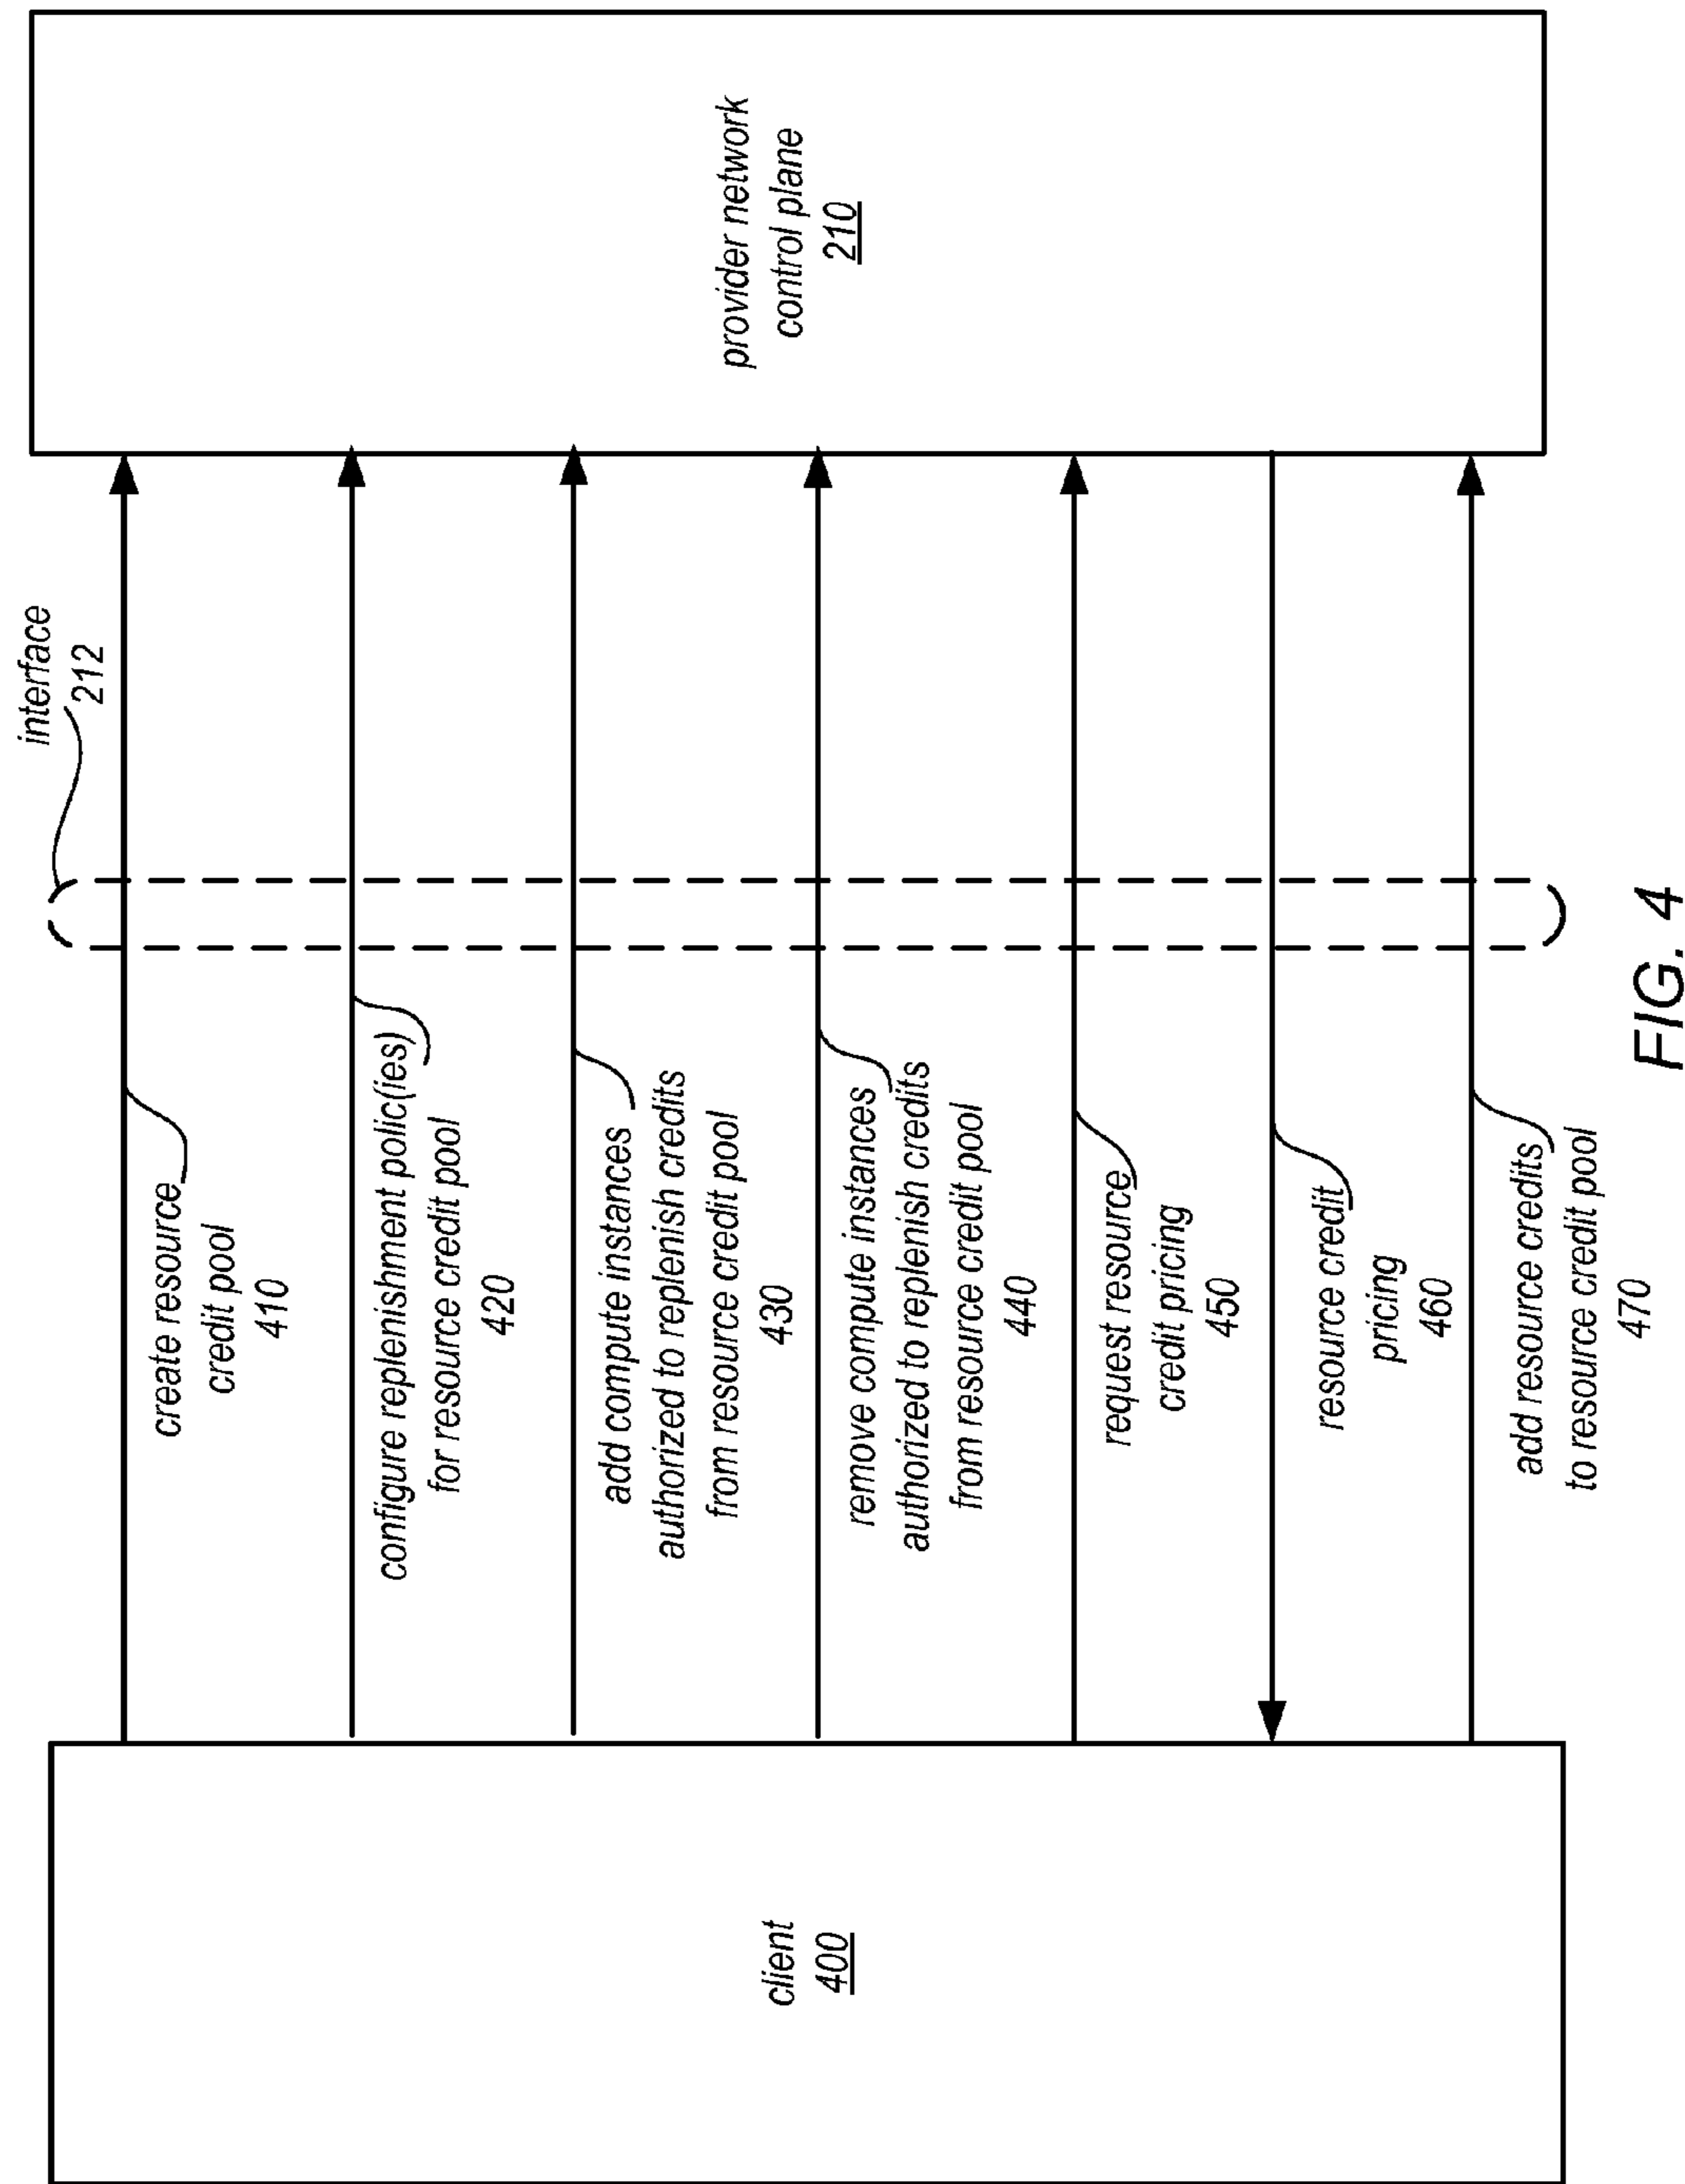 client
400
interface
212
provider network
control plane
210
create resource
credit pool
410
configure replenishment polic(ies)
for resource credit pool
420
add compute instances
authorized to replenish credits
from resource credit pool
430
remove compute instances
authorized to replenish credits
from resource credit pool
440
request resource
credit pricing
450
resource credit
pricing
460
add resource credits
to resource credit pool
470
FIG. 4